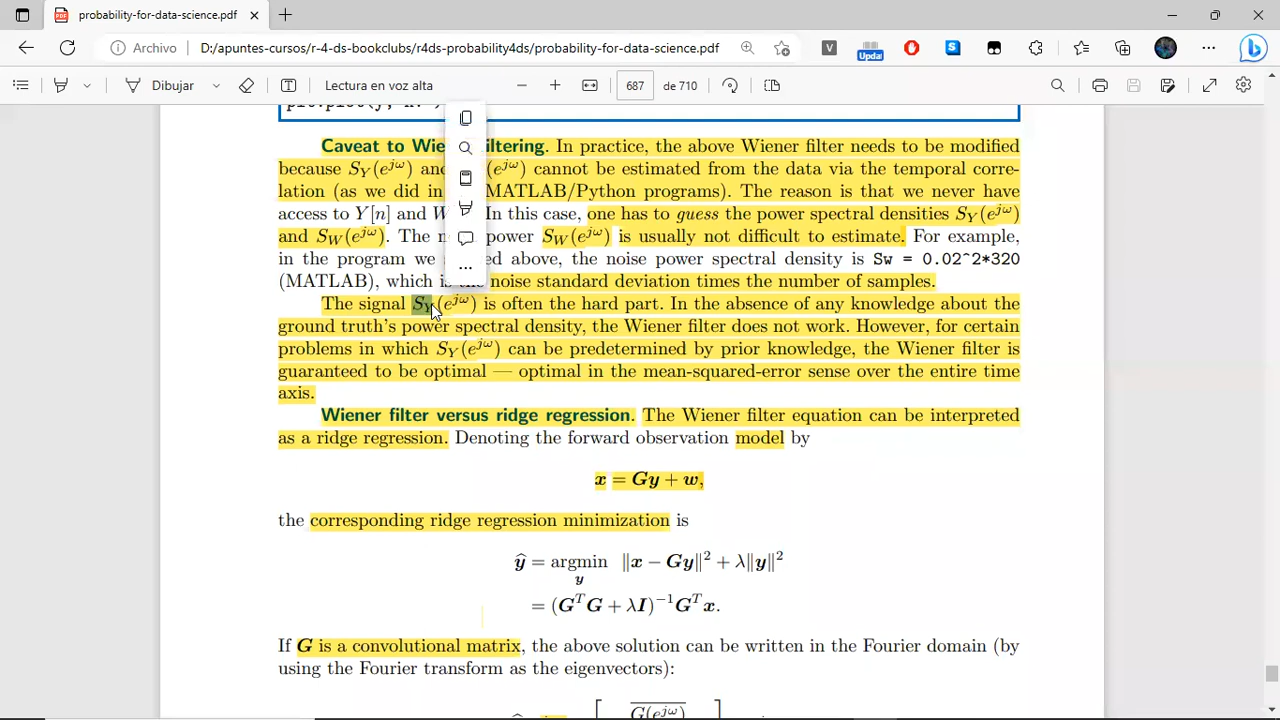 probability-for-data-science.pdf
Archivo D:/apuntes-cursos/r-4-ds-bookclubs/r4ds-probability4ds/probability-for-data-science.pdf
Upda
Dibujar Lectura en voz alta 687 de 710
Caveat to Wie ltering. In practice, the above Wiener filter needs to be modified
because S_Y(e^{jω}) and (e^{jω}) cannot be estimated from the data via the temporal corre-
lation (as we did in MATLAB/Python programs). The reason is that we never have
access to Y[n] and W In this case, one has to guess the power spectral densities S_Y(e^{jω})
and S_W(e^{jω}). The power S_W(e^{jω}) is usually not difficult to estimate. For example,
in the program we ed above, the noise power spectral density is Sw = 0.02^2*320
(MATLAB), which is the noise standard deviation times the number of samples.
The signal S_Y(e^{jω}) is often the hard part. In the absence of any knowledge about the
ground truth's power spectral density, the Wiener filter does not work. However, for certain
problems in which S_Y(e^{jω}) can be predetermined by prior knowledge, the Wiener filter is
guaranteed to be optimal — optimal in the mean-squared-error sense over the entire time
axis.
Wiener filter versus ridge regression. The Wiener filter equation can be interpreted
as a ridge regression. Denoting the forward observation model by
x = Gy + w,
the corresponding ridge regression minimization is
ŷ = argmin_y ‖x − Gy‖² + λ‖y‖²
= (G^T G + λI)^{−1} G^T x.
If G is a convolutional matrix, the above solution can be written in the Fourier domain (by
using the Fourier transform as the eigenvectors):
G(e^{jω})